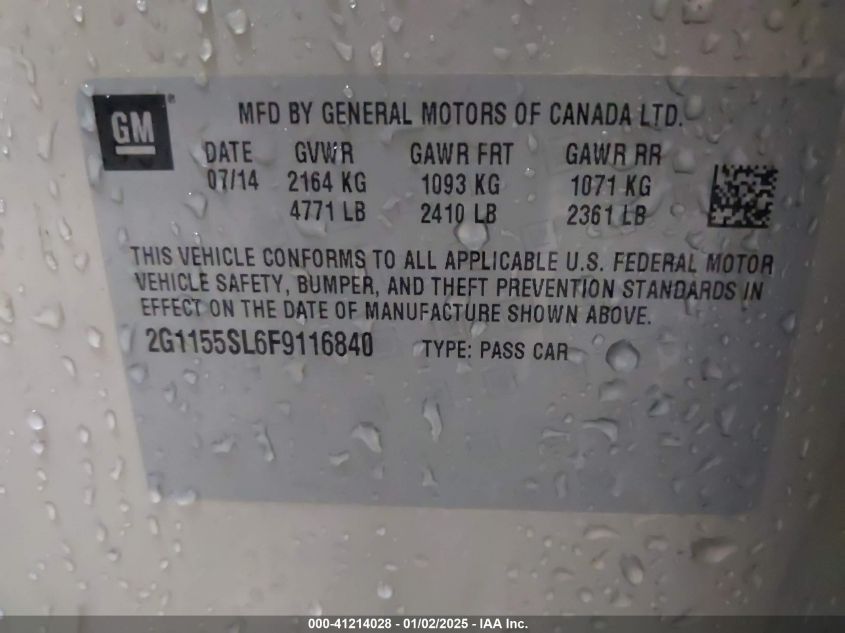 GM
MFD BY GENERAL MOTORS OF CANADA LTD.
DATE GVWR GAWR FRT GAWR RR
07/14 2164 KG 1093 KG 1071 KG
4771 LB 2410 LB 2361 LB
THIS VEHICLE CONFORMS TO ALL APPLICABLE U.S. FEDERAL MOTOR
VEHICLE SAFETY, BUMPER, AND THEFT PREVENTION STANDARDS IN
EFFECT ON THE DATE OF MANUFACTURE SHOWN ABOVE.
2G1155SL6F9116840 TYPE: PASS CAR
000-41214028 - 01/02/2025 - IAA Inc.